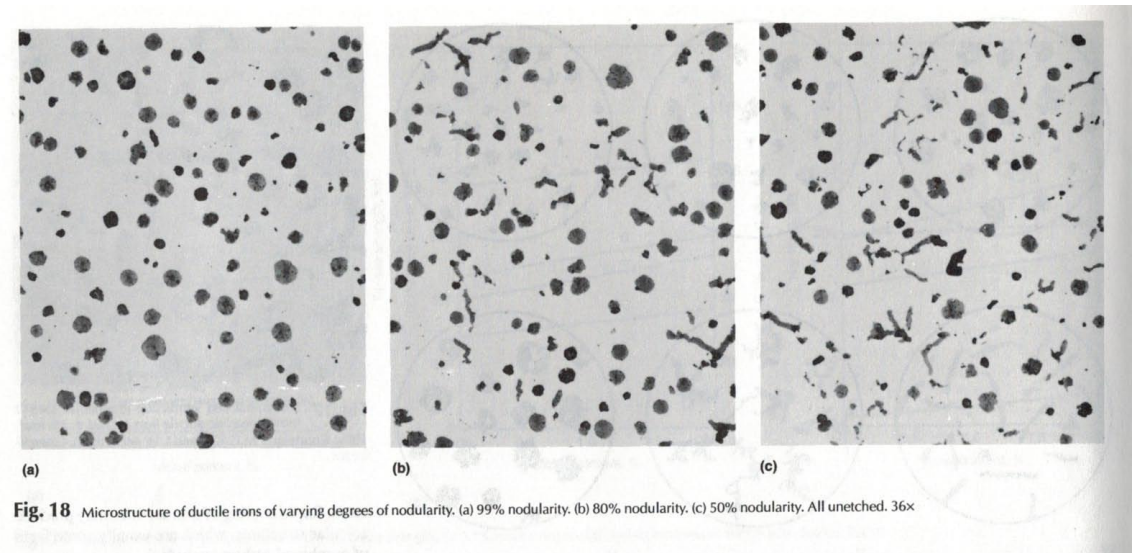 (a)
(b)
(c)
Fig. 18 Microstructure of ductile irons of varying degrees of nodularity. (a) 99% nodularity. (b) 80% nodularity. (c) 50% nodularity. All unetched. 36x